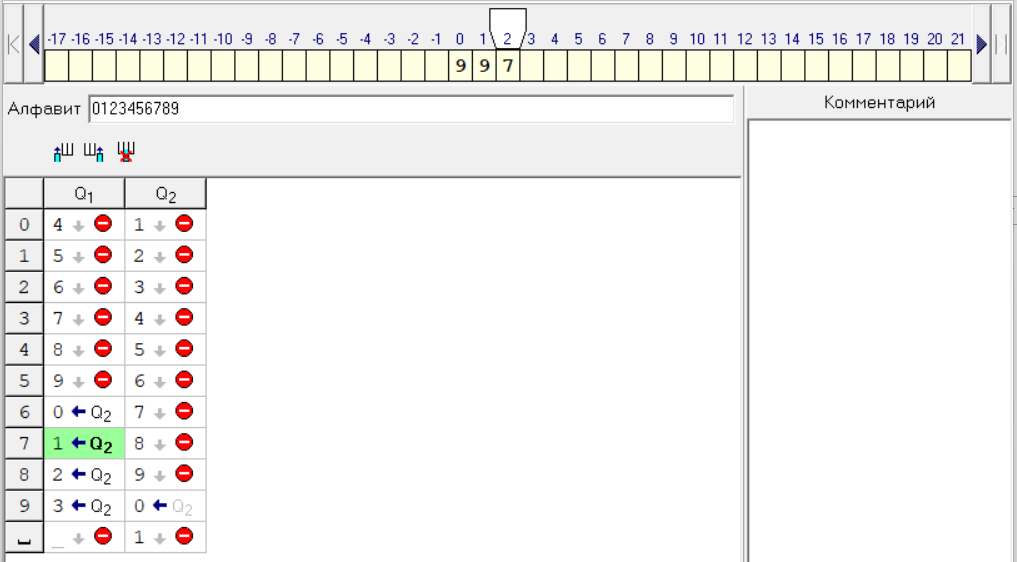 -17 -16 -15 -14 -13 -12 -11 -10 -9 -8 -7 -6 -5 -4 -3 -2 -1 0 1 2 3 4 5 6 7 8 9 10 11 12 13 14 15 16 17 18 19 20 21
9 9 7
Алфавит 0123456789
Комментарий
Q1 Q2
0 4 1
1 5 2
2 6 3
3 7 4
4 8 5
5 9 6
6 0 ← Q2 7
7 1 ← Q2 8
8 2 ← Q2 9
9 3 ← Q2 0 ← Q2
␣ _ 1